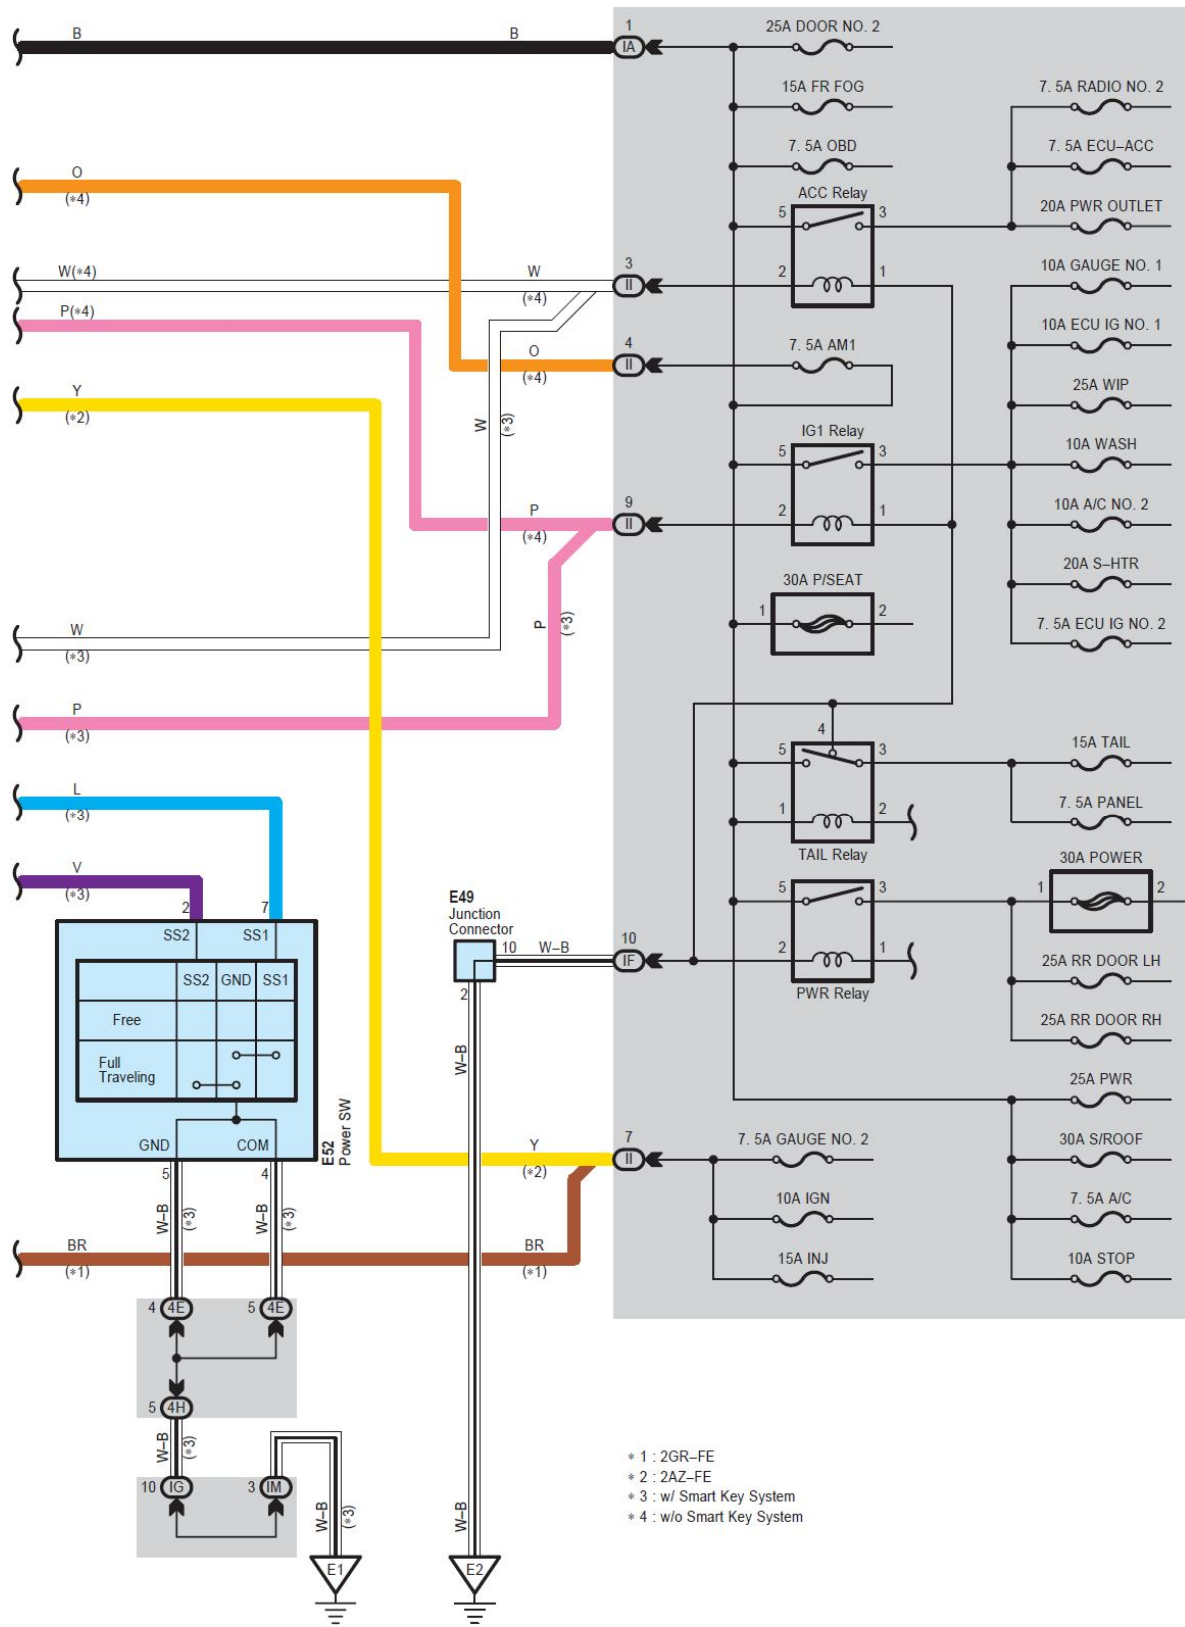 B
B
1
IA
25A DOOR NO. 2
15A FR FOG
7. 5A RADIO NO. 2
7. 5A OBD
7. 5A ECU–ACC
O
(*4)
ACC Relay
5
3
20A PWR OUTLET
W(*4)
W
(*4)
3
II
2
1
10A GAUGE NO. 1
P(*4)
10A ECU IG NO. 1
O
(*4)
4
II
7. 5A AM1
Y
(*2)
25A WIP
W
(*3)
IG1 Relay
5
3
10A WASH
P
(*4)
9
II
2
1
10A A/C NO. 2
20A S–HTR
30A P/SEAT
1
2
P
(*3)
W
(*3)
7. 5A ECU IG NO. 2
P
(*3)
4
5
3
15A TAIL
L
(*3)
1
2
7. 5A PANEL
TAIL Relay
V
(*3)
2
7
30A POWER
1
2
E49
Junction
Connector
5
3
SS2
SS1
10
W–B
10
IF
2
1
25A RR DOOR LH
SS2
GND
SS1
2
PWR Relay
Free
25A RR DOOR RH
Full
Traveling
W–B
25A PWR
E52
Power SW
GND
COM
Y
(*2)
7
II
7. 5A GAUGE NO. 2
30A S/ROOF
5
4
W–B
(*3)
W–B
(*3)
10A IGN
7. 5A A/C
BR
(*1)
BR
(*1)
15A INJ
10A STOP
4
4E
5
4E
5
4H
W–B
(*3)
10
IG
3
IM
W–B
(*3)
W–B
E1
E2
* 1 : 2GR–FE
* 2 : 2AZ–FE
* 3 : w/ Smart Key System
* 4 : w/o Smart Key System